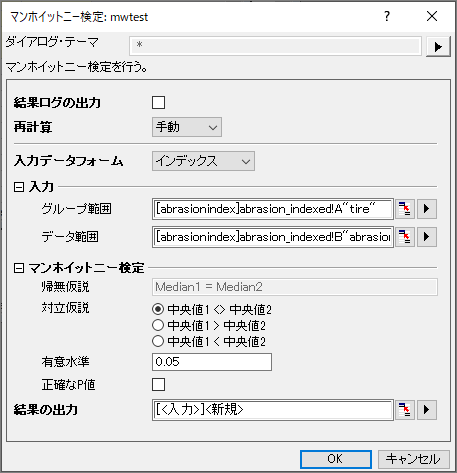 マンホイットニー検定: mwtest
ダイアログ・テーマ *
マンホイットニー検定を行う。
結果ログの出力
再計算 手動
入力データフォーム インデックス
入力
グループ範囲 [abrasionindex]abrasion_indexed!A"tire"
データ範囲 [abrasionindex]abrasion_indexed!B"abrasion
マンホイットニー検定
帰無仮説 Median1 = Median2
対立仮説 中央値1 <> 中央値2
中央値1 > 中央値2
中央値1 < 中央値2
有意水準 0.05
正確なP値
結果の出力 [<入力>]<新規>
OK キャンセル